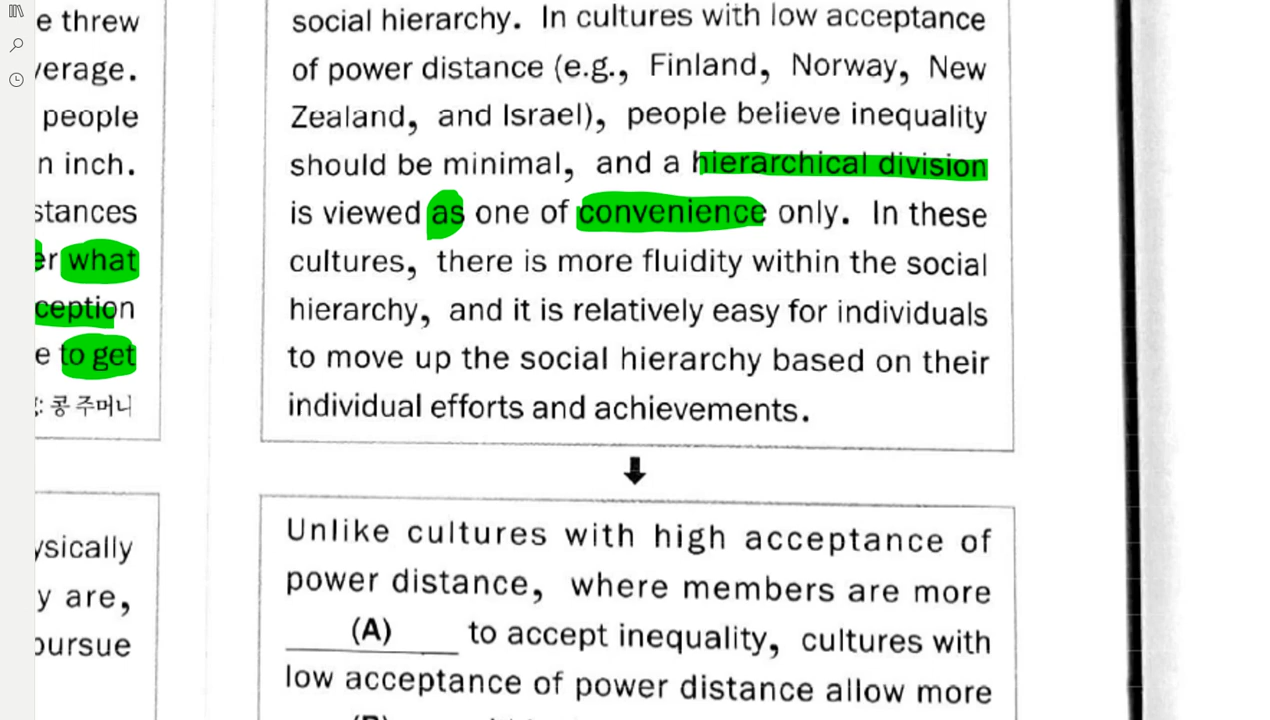 e threw
verage.
people
n inch.
stances
er what
ception
e to get
: 콩 주머니
ysically
y are,
pursue
social hierarchy. In cultures with low acceptance
of power distance (e.g., Finland, Norway, New
Zealand, and Israel), people believe inequality
should be minimal, and a hierarchical division
is viewed as one of convenience only. In these
cultures, there is more fluidity within the social
hierarchy, and it is relatively easy for individuals
to move up the social hierarchy based on their
individual efforts and achievements.
Unlike cultures with high acceptance of
power distance, where members are more
(A) to accept inequality, cultures with
low acceptance of power distance allow more